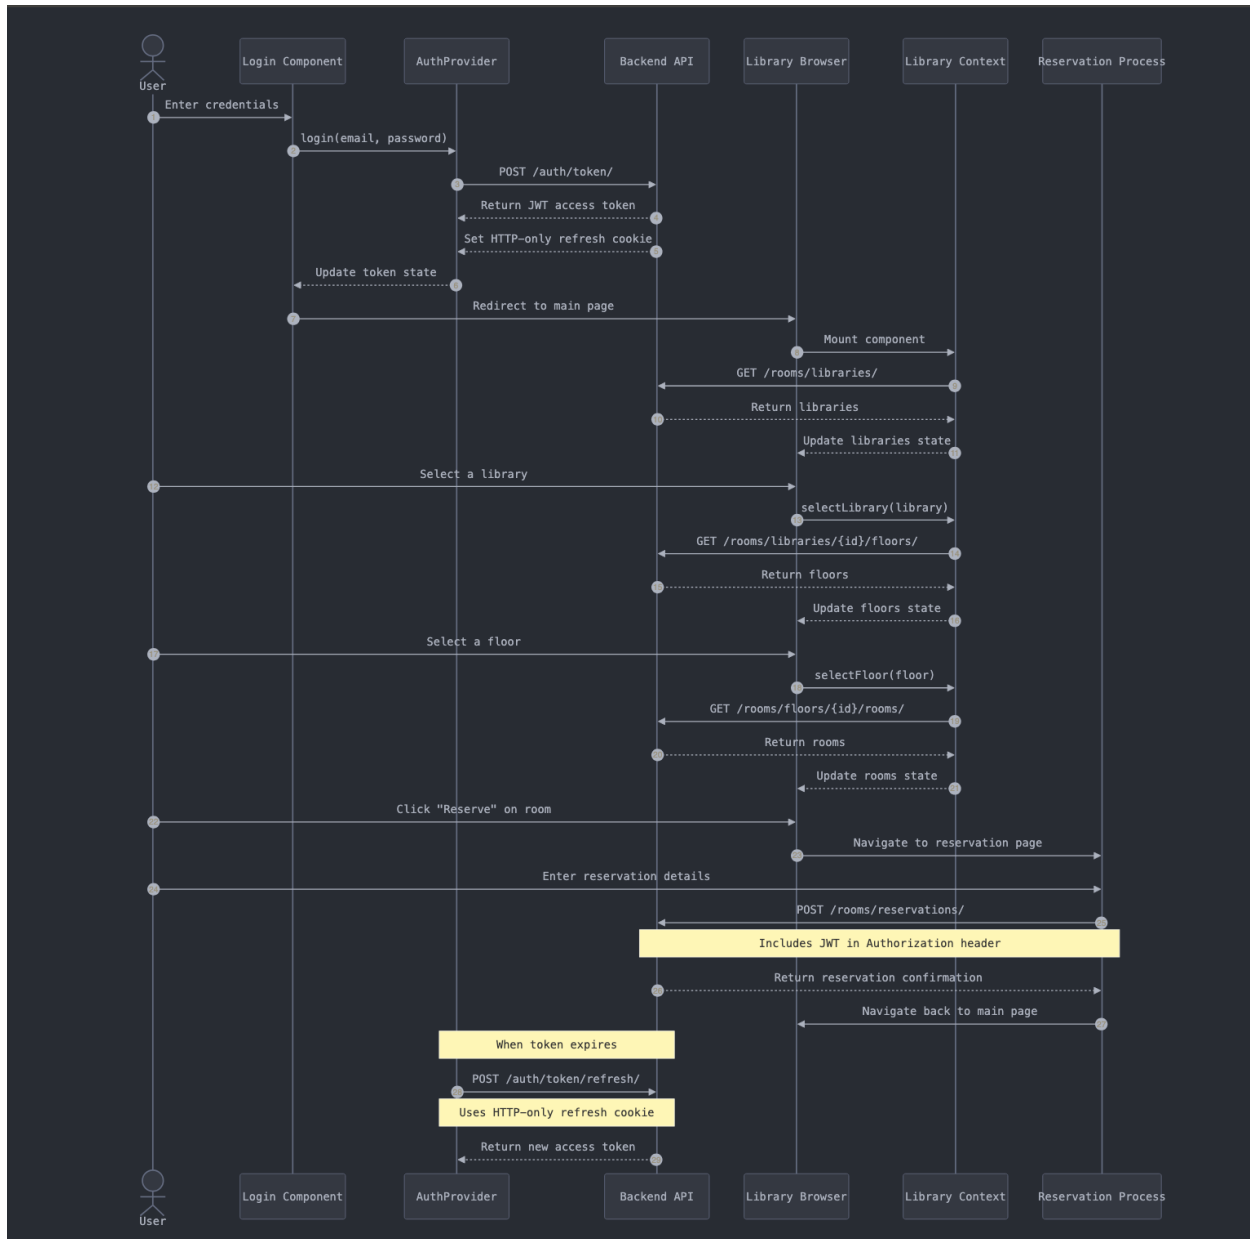 User
Login Component
AuthProvider
Backend API
Library Browser
Library Context
Reservation Process
Enter credentials
login(email, password)
POST /auth/token/
Return JWT access token
Set HTTP-only refresh cookie
Update token state
Redirect to main page
Mount component
GET /rooms/libraries/
Return libraries
Update libraries state
Select a library
selectLibrary(library)
GET /rooms/libraries/{id}/floors/
Return floors
Update floors state
Select a floor
selectFloor(floor)
GET /rooms/floors/{id}/rooms/
Return rooms
Update rooms state
Click "Reserve" on room
Navigate to reservation page
Enter reservation details
POST /rooms/reservations/
Includes JWT in Authorization header
Return reservation confirmation
Navigate back to main page
When token expires
POST /auth/token/refresh/
Uses HTTP-only refresh cookie
Return new access token
User
Login Component
AuthProvider
Backend API
Library Browser
Library Context
Reservation Process